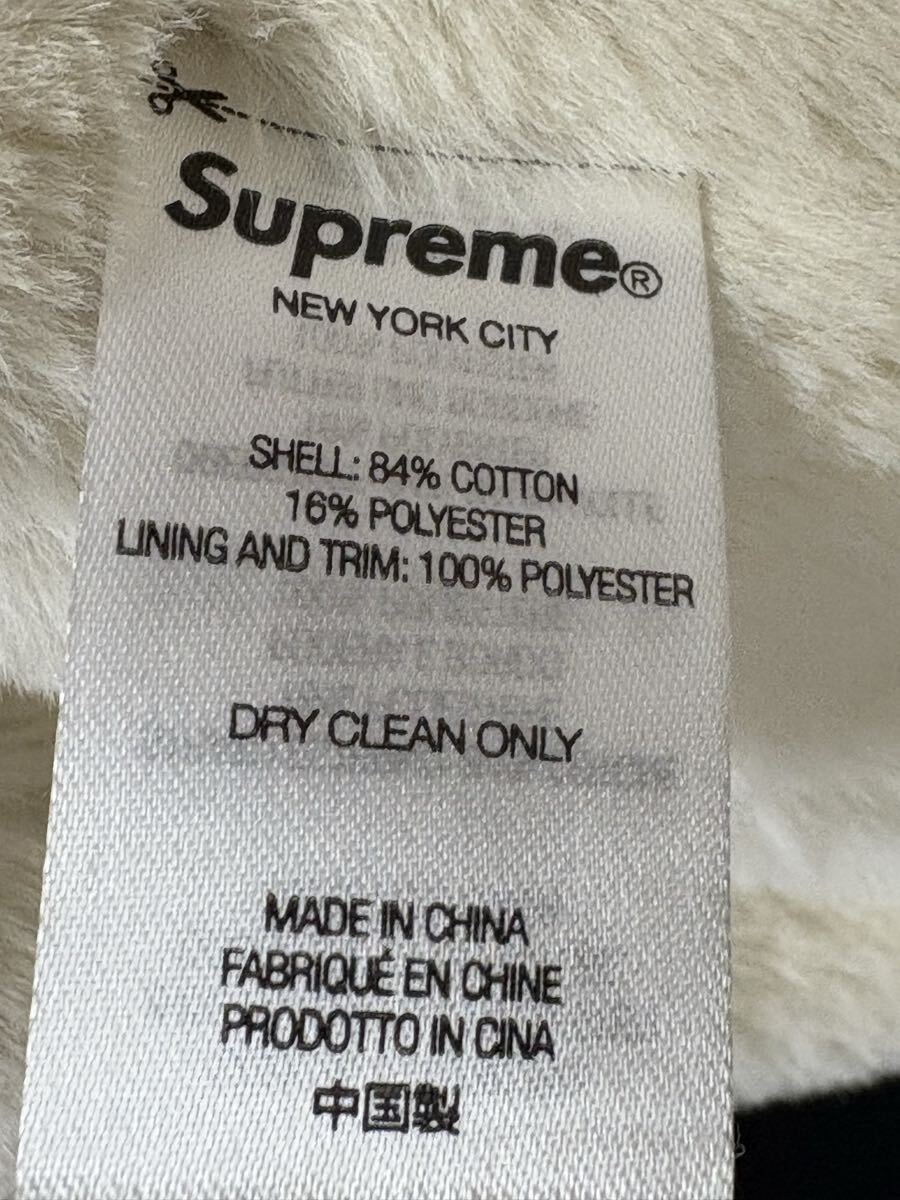 Supreme®
NEW YORK CITY
SHELL: 84% COTTON
16% POLYESTER
LINING AND TRIM: 100% POLYESTER
DRY CLEAN ONLY
MADE IN CHINA
FABRIQUÉ EN CHINE
PRODOTTO IN CINA
中国製